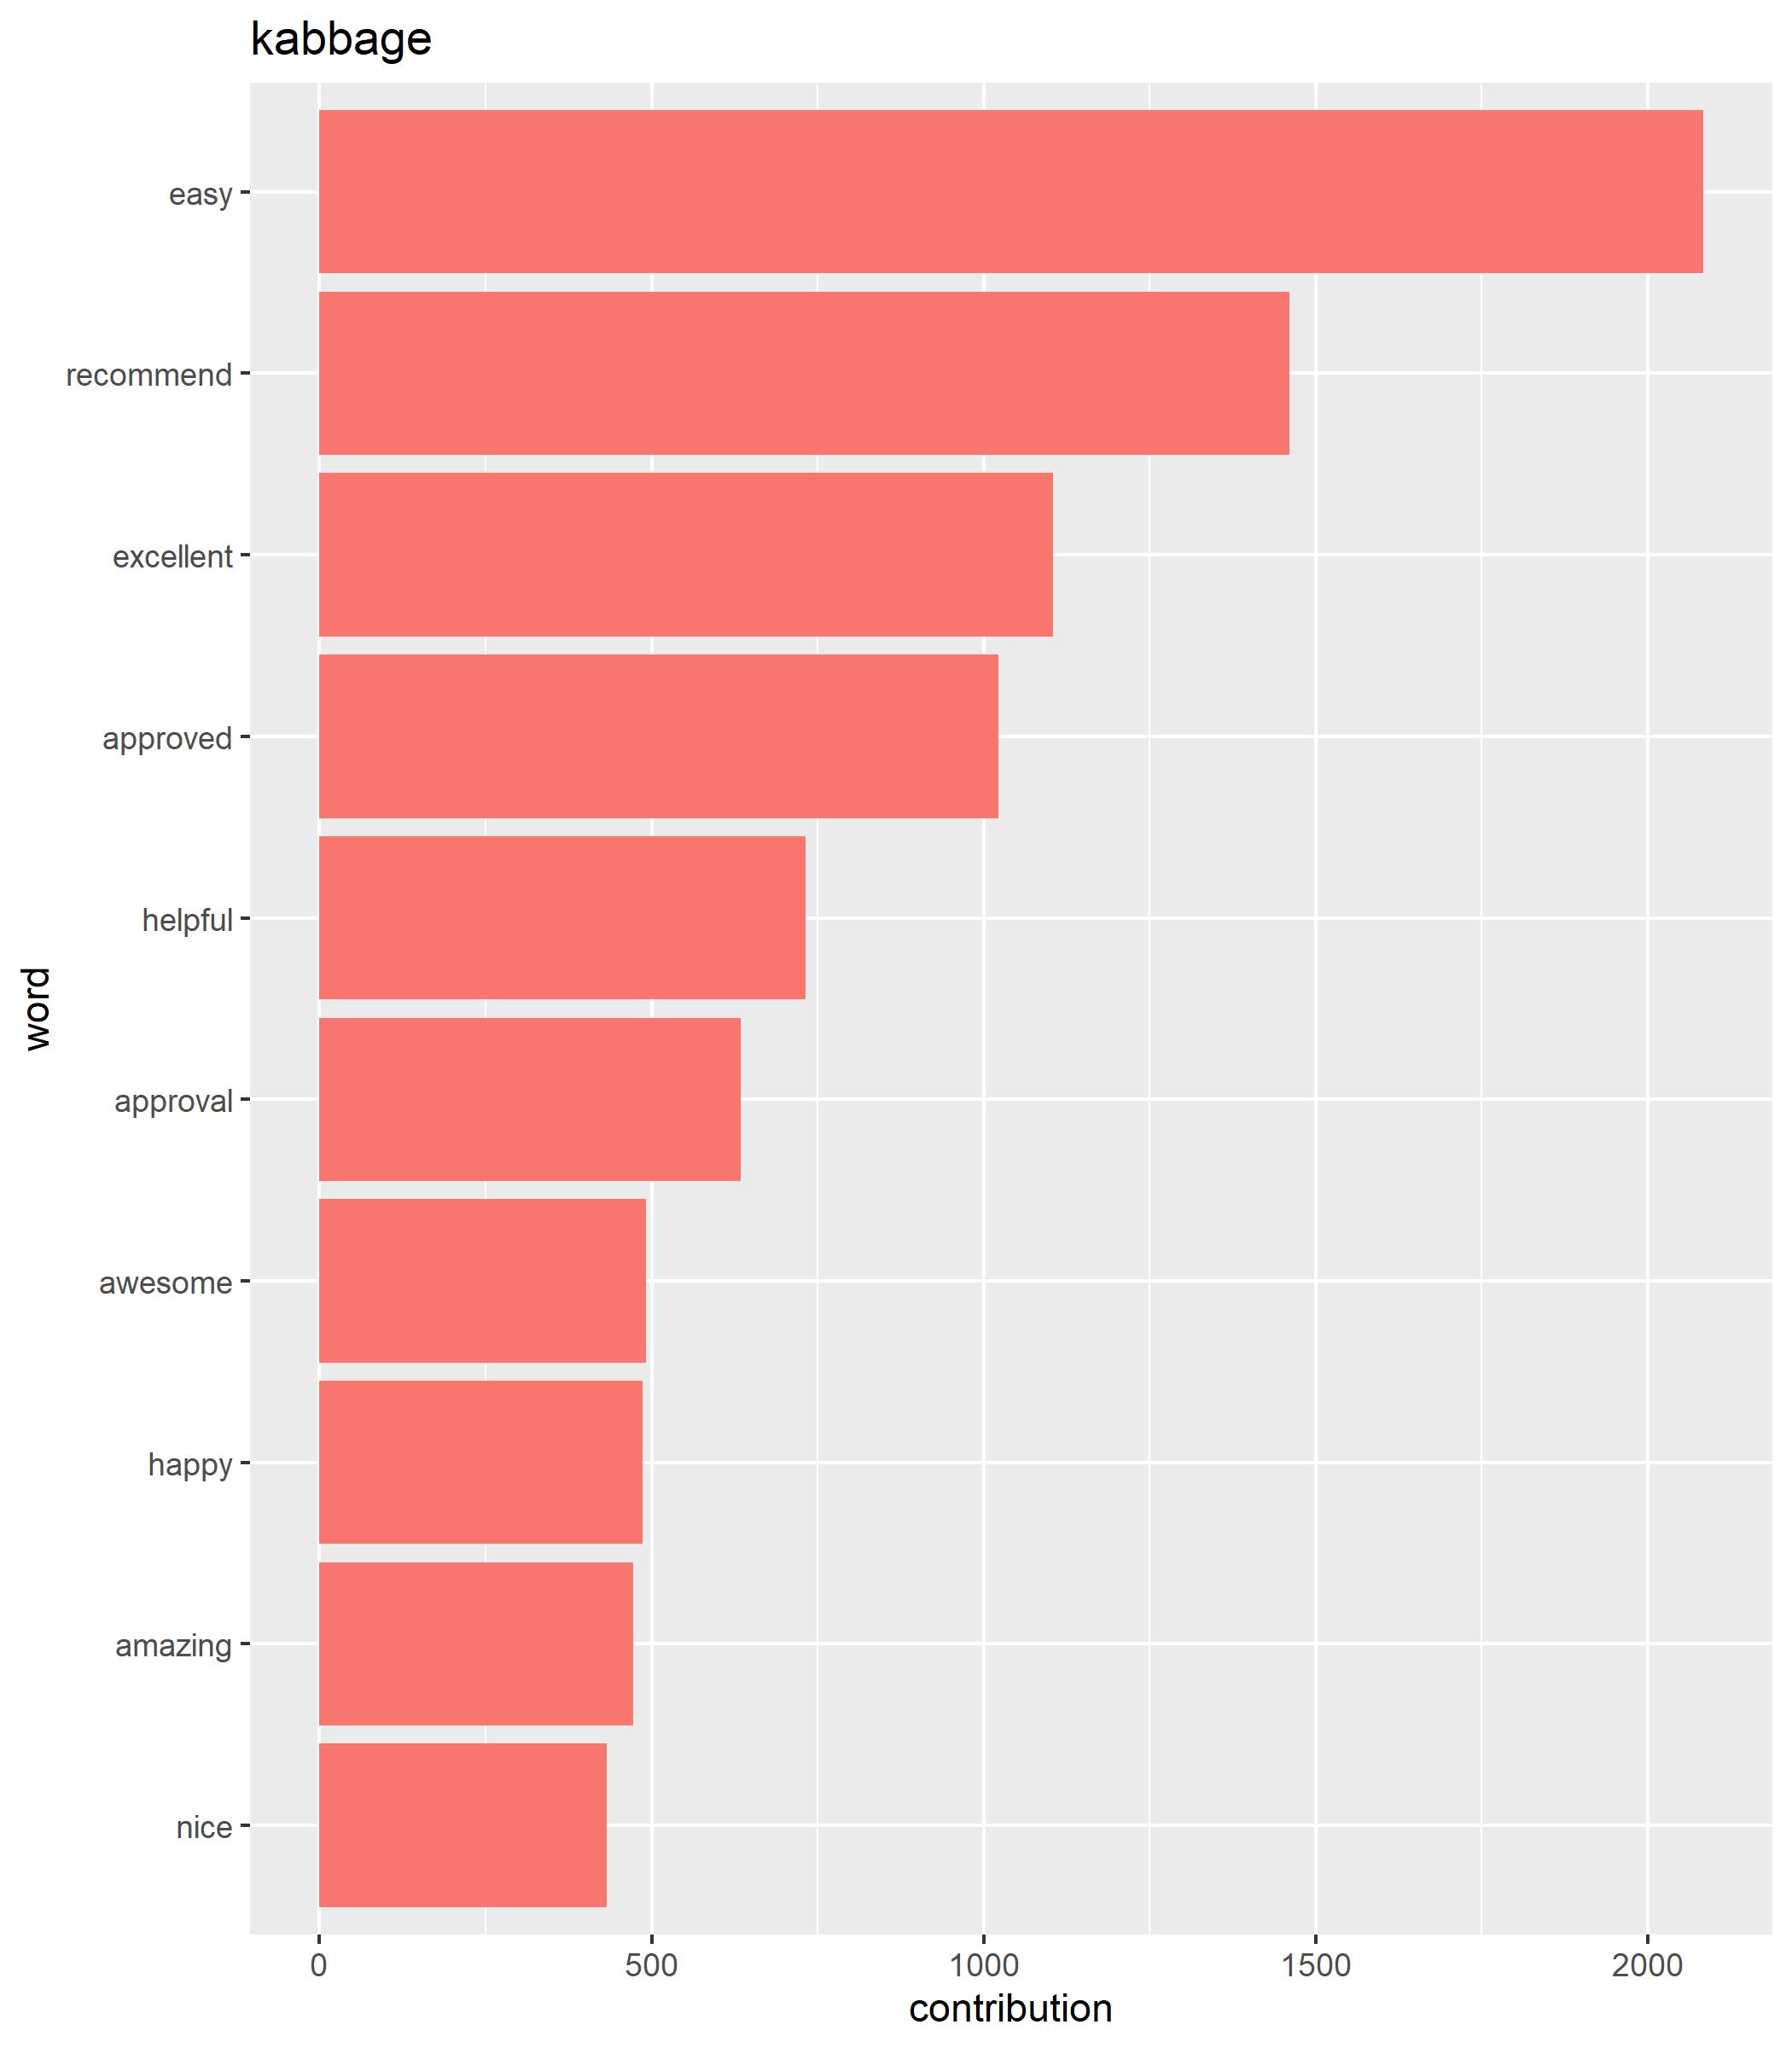 kabbage
easy
recommend
excellent
approved
helpful
approval
awesome
happy
amazing
nice
word
0 500 1000 1500 2000
contribution